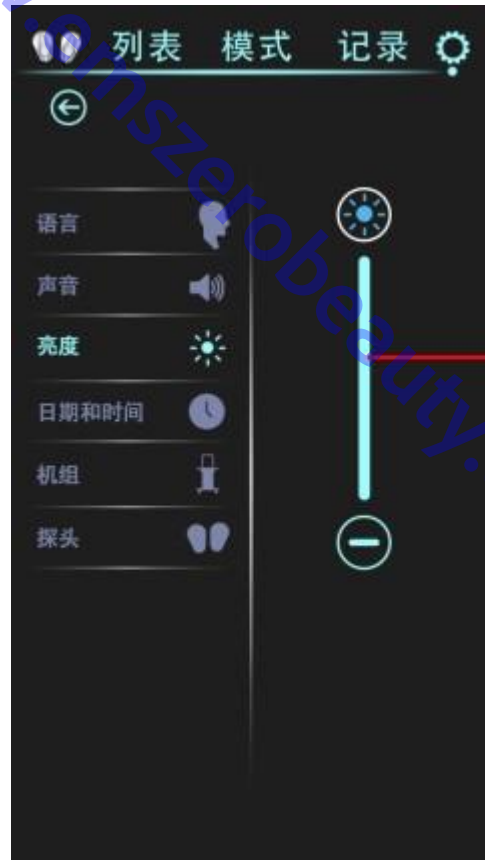 列表 模式 记录
语言
声音
亮度
日期和时间
机组
探头
.emszerobeauty.